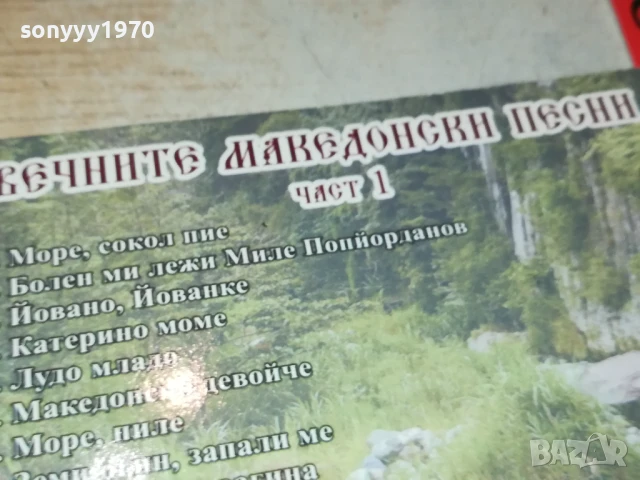 sonyyy1970
ВЕЧНИТЕ МАКЕДОНСКИ ПЕСНИ
ЧАСТ 1
Море, сокол пие
Болен ми лежи Миле Попйорданов
Йовано, Йованке
Катерино моме
Лудо младо
девойче
Море, пиле
запали ме
BAZAR